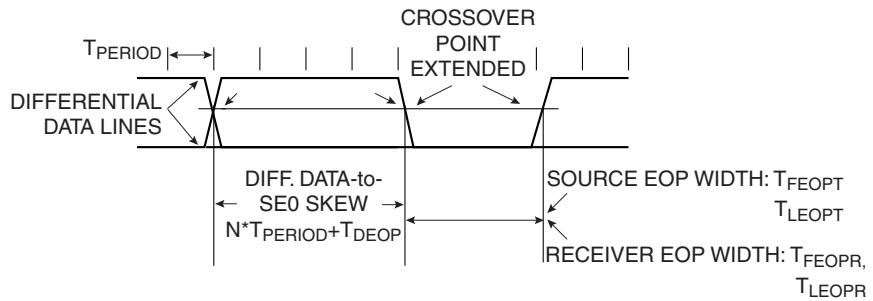 CROSSOVER
POINT
EXTENDED
TPERIOD
DIFFERENTIAL
DATA LINES
DIFF. DATA-to-
SE0 SKEW
N*TPERIOD+TDEOP
SOURCE EOP WIDTH: TFEOPT
TLEOPT
RECEIVER EOP WIDTH: TFEOPR,
TLEOPR